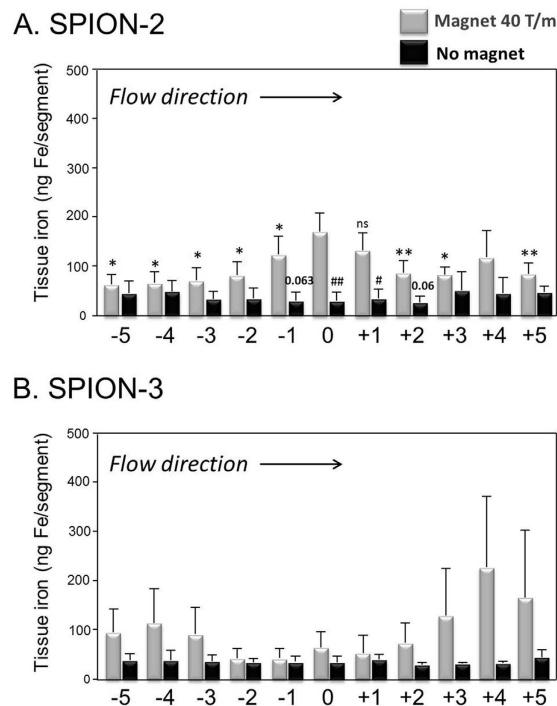 A. SPION-2
Magnet 40 T/m
No magnet
Flow direction
Tissue iron (ng Fe/segment)
500
400
300
200
100
0
* * * * * ns ** * **
0.063 ## # 0.06
-5 -4 -3 -2 -1 0 +1 +2 +3 +4 +5
B. SPION-3
Flow direction
Tissue iron (ng Fe/segment)
500
400
300
200
100
0
-5 -4 -3 -2 -1 0 +1 +2 +3 +4 +5